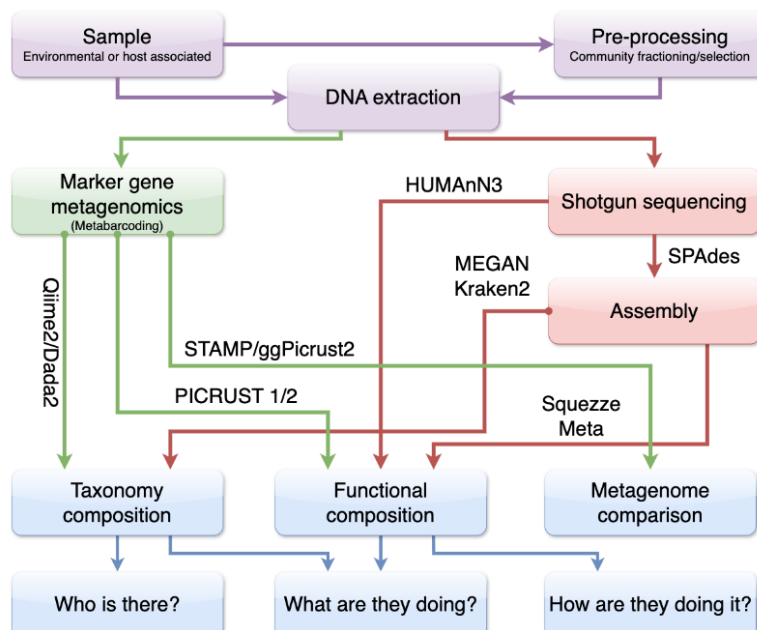 Sample
Environmental or host associated
Pre-processing
Community fractioning/selection
DNA extraction
Marker gene
metagenomics
(Metabarcoding)
HUMAnN3
Shotgun sequencing
SPAdes
MEGAN
Kraken2
Assembly
Qiime2/Dada2
STAMP/ggPicrust2
PICRUST 1/2
Squezze
Meta
Taxonomy
composition
Functional
composition
Metagenome
comparison
Who is there?
What are they doing?
How are they doing it?